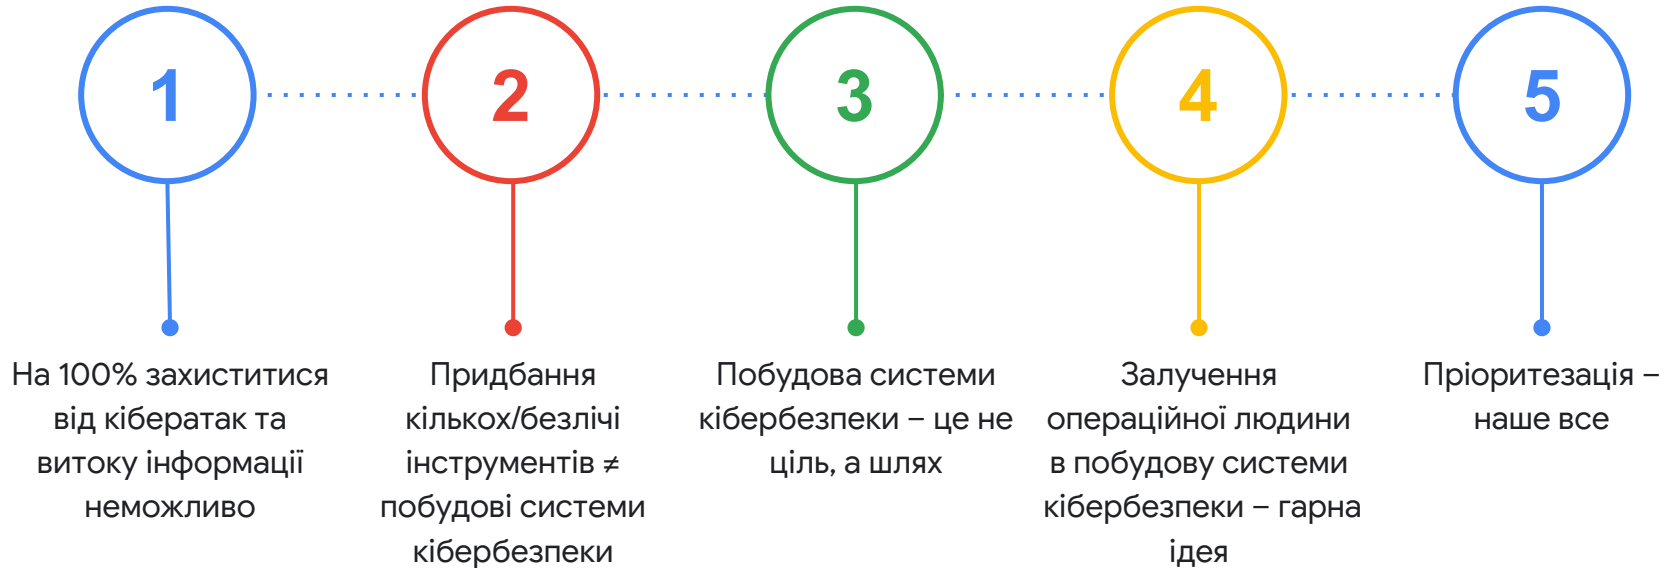 1
2
3
4
5
На 100% захиститися
від кібератак та
витоку інформації
неможливо
Придбання
кількох/безлічі
інструментів ≠
побудові системи
кібербезпеки
Побудова системи
кібербезпеки – це не
ціль, а шлях
Залучення
операційної людини
в побудову системи
кібербезпеки – гарна
ідея
Пріоритезація –
наше все